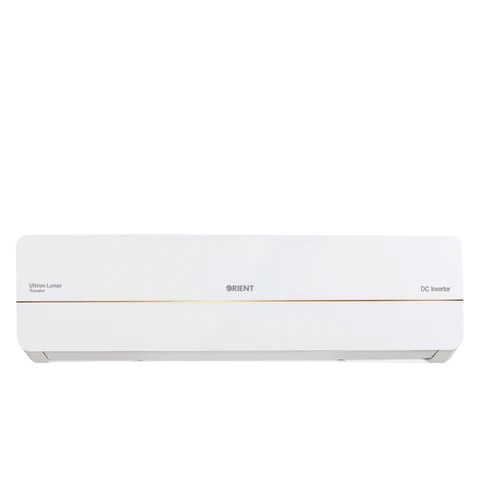 Ultron Lunar
ORIENT
DC Inverter